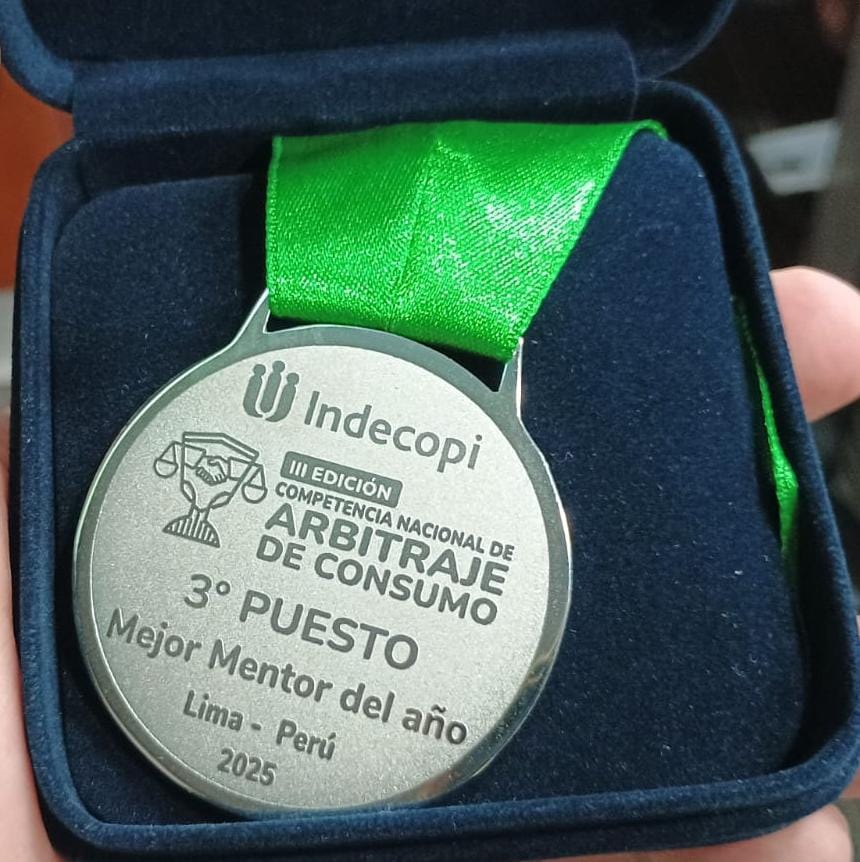 Indecopi
III EDICIÓN
COMPETENCIA NACIONAL DE
ARBITRAJE
DE CONSUMO
3° PUESTO
Mejor Mentor del año
Lima - Perú
2025